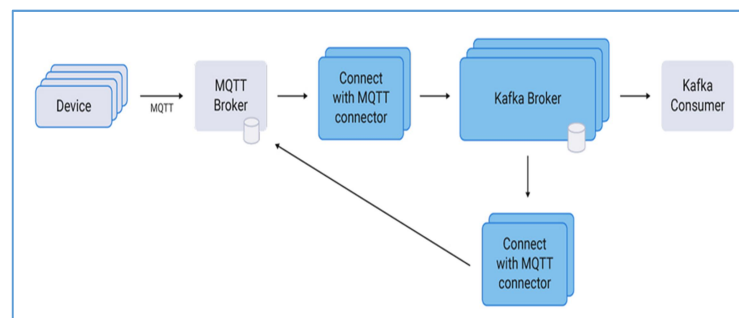 Device
MQTT
MQTT
Broker
Connect
with MQTT
connector
Kafka Broker
Kafka
Consumer
Connect
with MQTT
connector